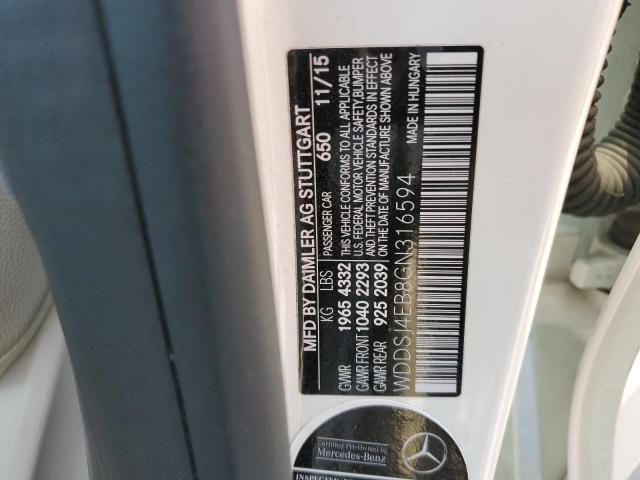 MFD BY DAIMLER AG STUTTGART
PASSENGER CAR 650 11/15
KG LBS
GVWR 1965 4332
GAWR FRONT 1040 2293
GAWR REAR 925 2039
THIS VEHICLE CONFORMS TO ALL APPLICABLE
U.S. FEDERAL MOTOR VEHICLE SAFETY,BUMPER
AND THEFT PREVENTION STANDARDS IN EFFECT
ON THE DATE OF MANUFACTURE SHOWN ABOVE
MADE IN HUNGARY
WDDSJ4EB8GN316594
Certified Pre-Owned by
Mercedes-Benz
INSPECTED